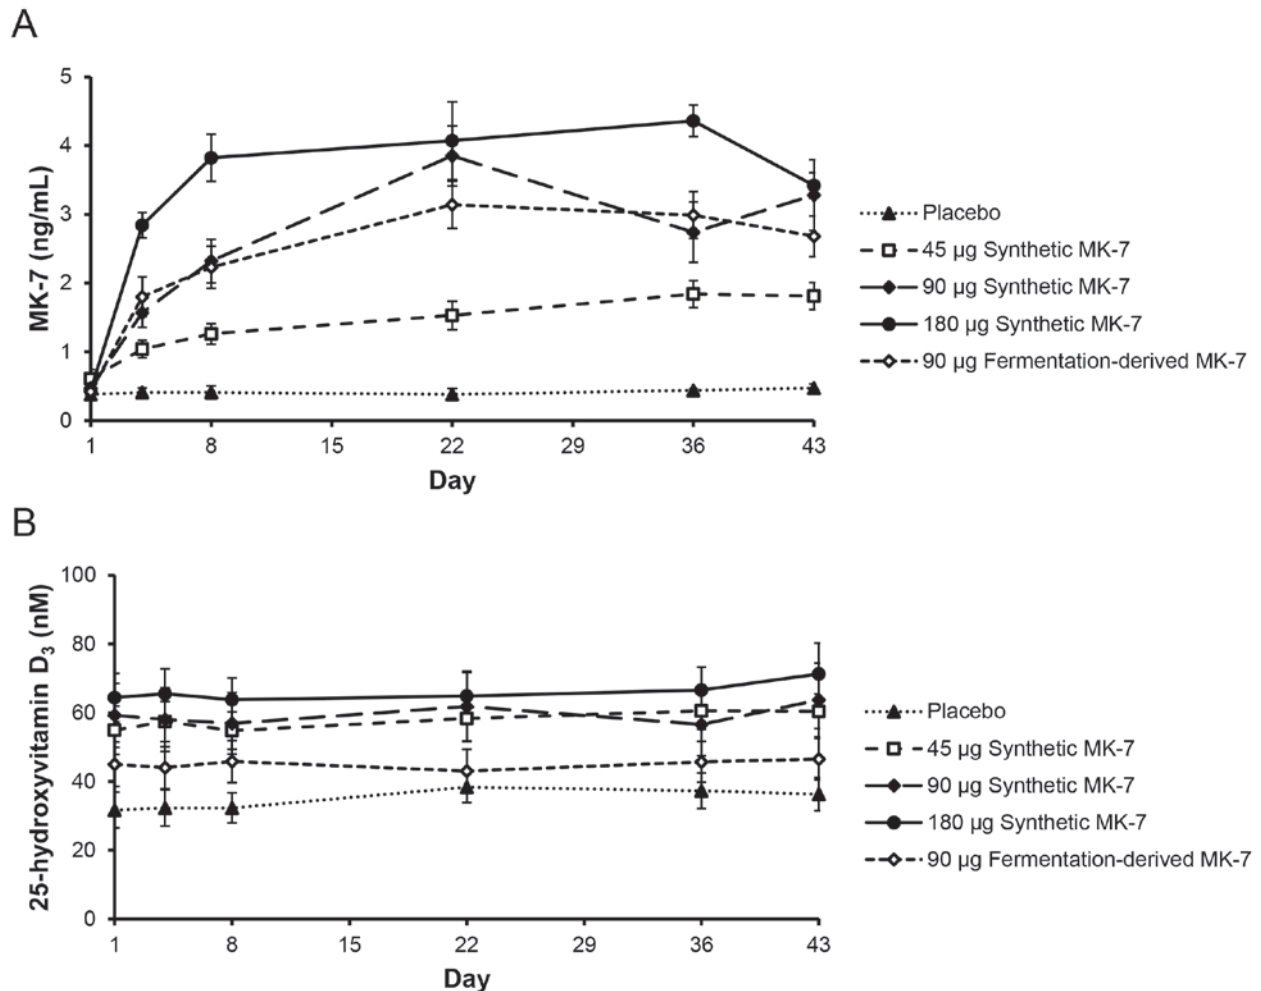 A
5
4
3
2
1
0
MK-7 (ng/mL)
1 8 15 22 29 36 43
Day
Placebo
45 µg Synthetic MK-7
90 µg Synthetic MK-7
180 µg Synthetic MK-7
90 µg Fermentation-derived MK-7
B
100
80
60
40
20
0
25-hydroxyvitamin D₃ (nM)
1 8 15 22 29 36 43
Day
Placebo
45 µg Synthetic MK-7
90 µg Synthetic MK-7
180 µg Synthetic MK-7
90 µg Fermentation-derived MK-7